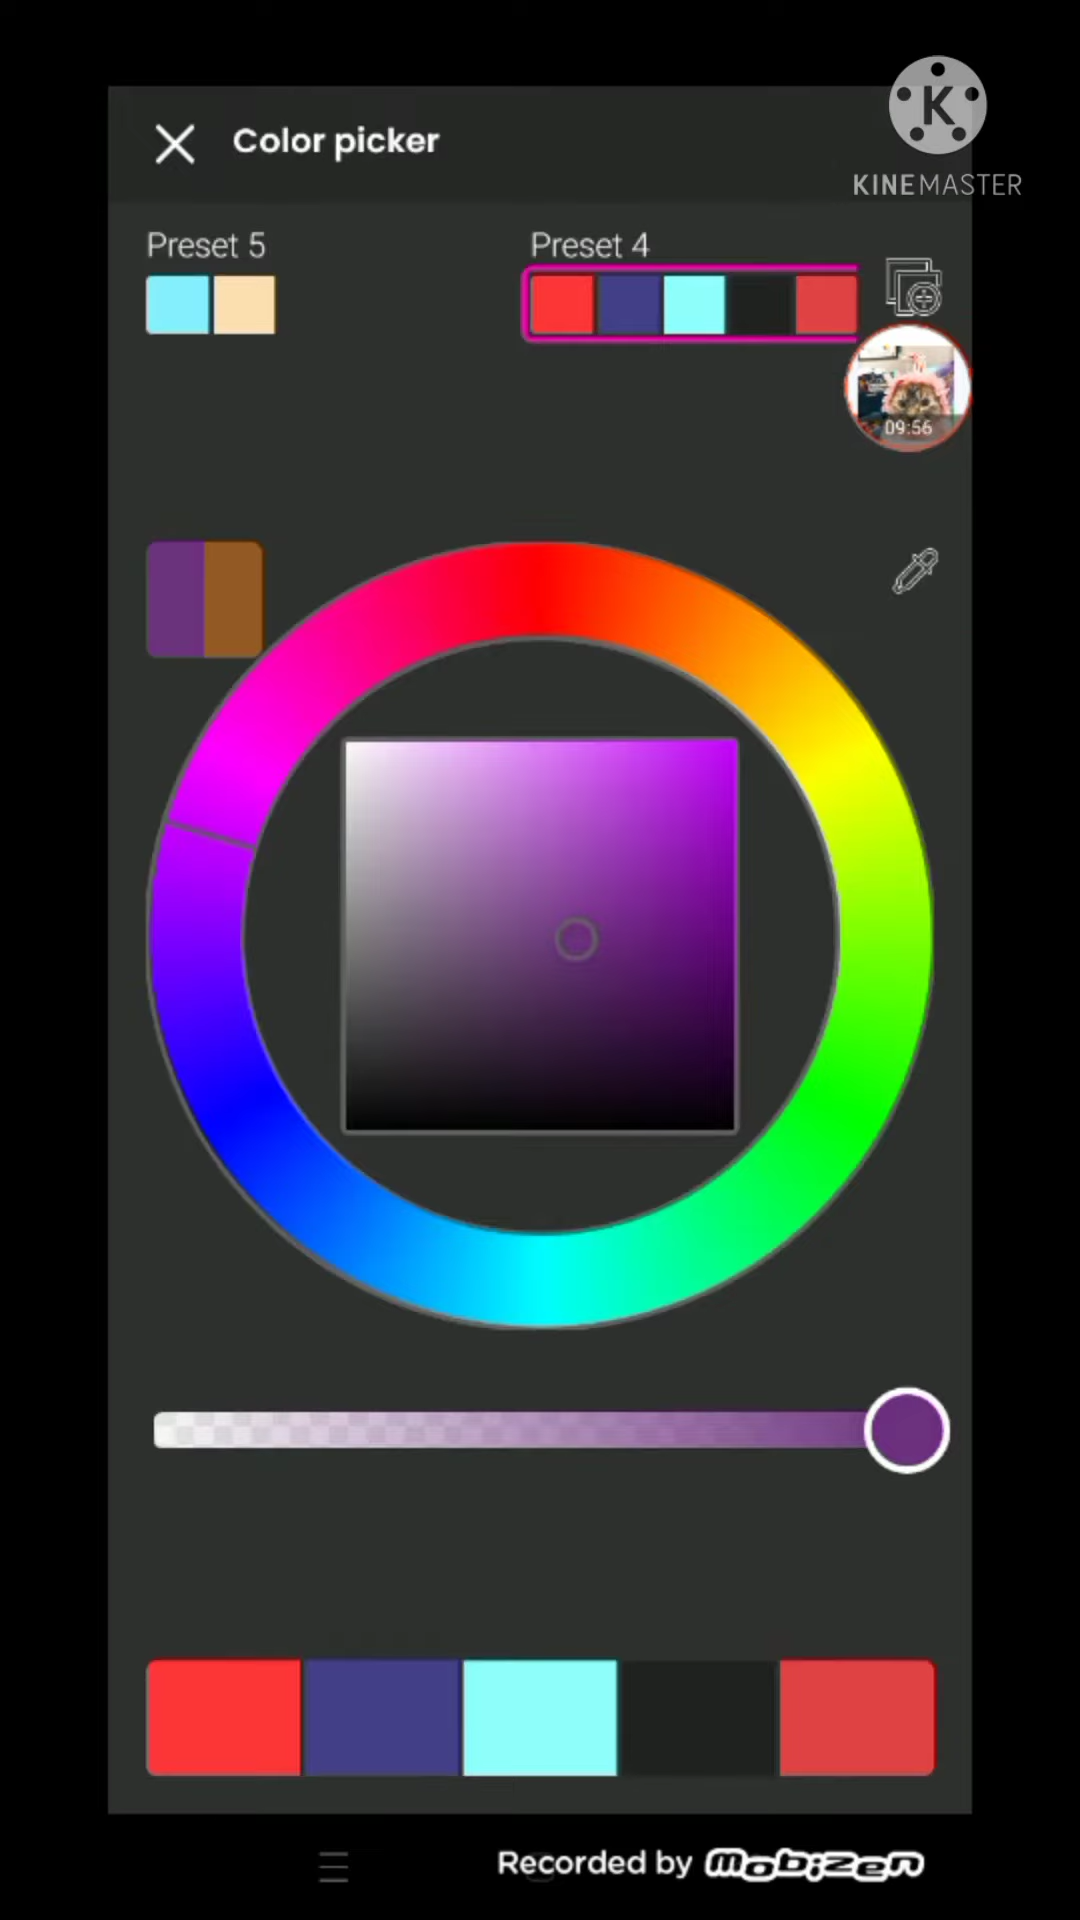 K
KINEMASTER
Color picker
Preset 5
Preset 4
09:56
Recorded by mobizen